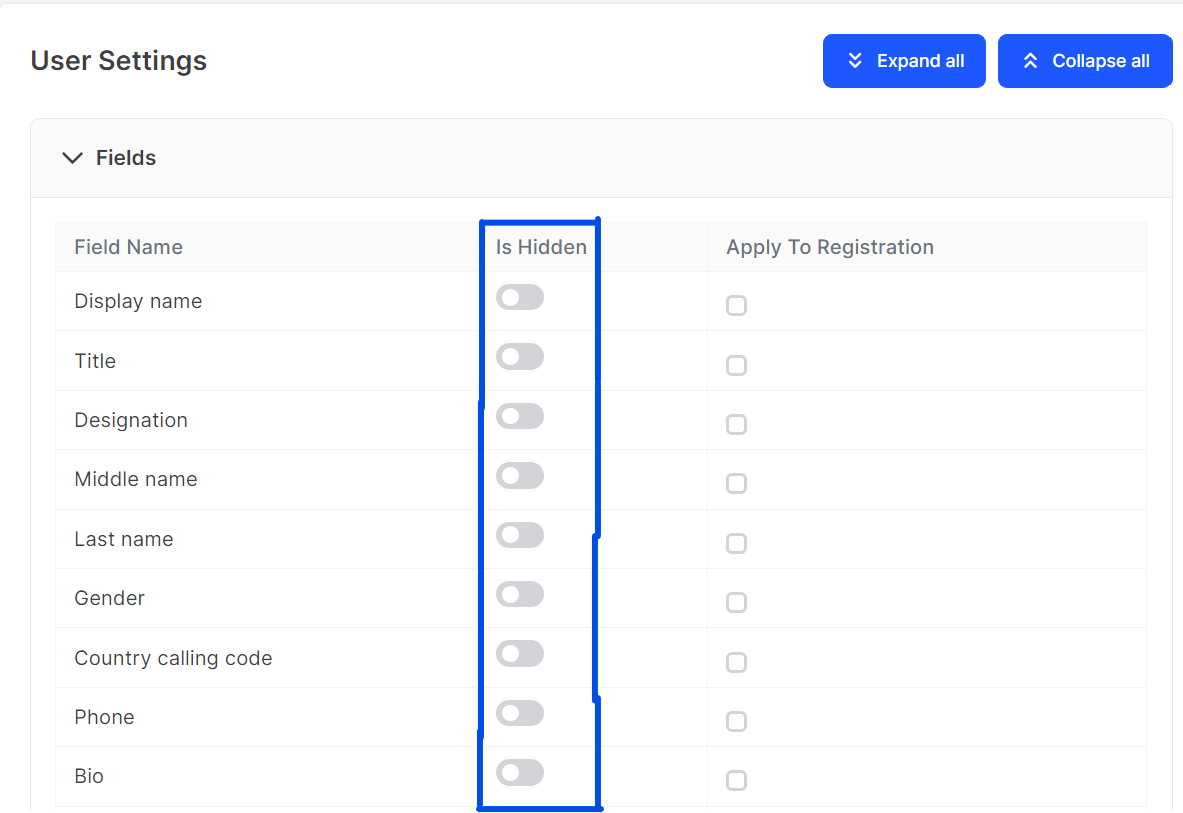 User Settings
Expand all
Collapse all
Fields
Field Name
Is Hidden
Apply To Registration
Display name
Title
Designation
Middle name
Last name
Gender
Country calling code
Phone
Bio